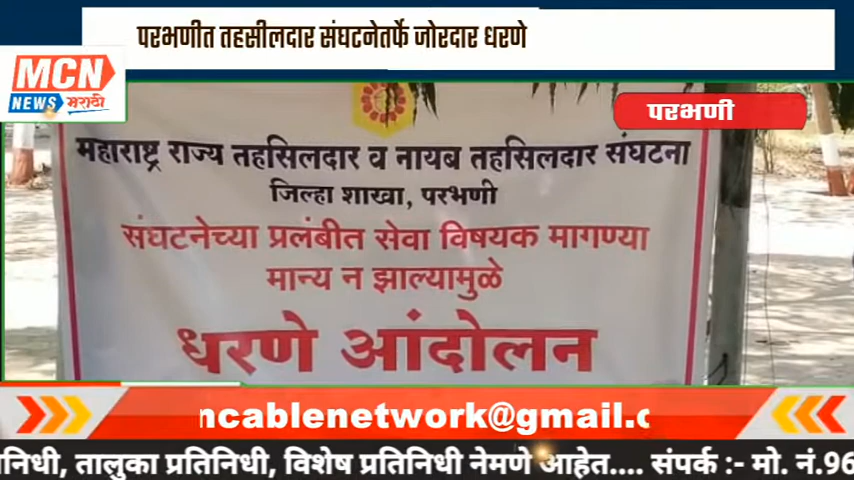 परभणीत तहसीलदार संघटनेतर्फे जोरदार धरणे
MCN
NEWS मराठी
परभणी
महाराष्ट्र राज्य तहसिलदार व नायब तहसिलदार संघटना
जिल्हा शाखा, परभणी
संघटनेच्या प्रलंबीत सेवा विषयक मागण्या
मान्य न झाल्यामुळे
धरणे आंदोलन
ncablenetwork@gmail.c
निधी, तालुका प्रतिनिधी, विशेष प्रतिनिधी नेमणे आहेत.... संपर्क :- मो. नं.96